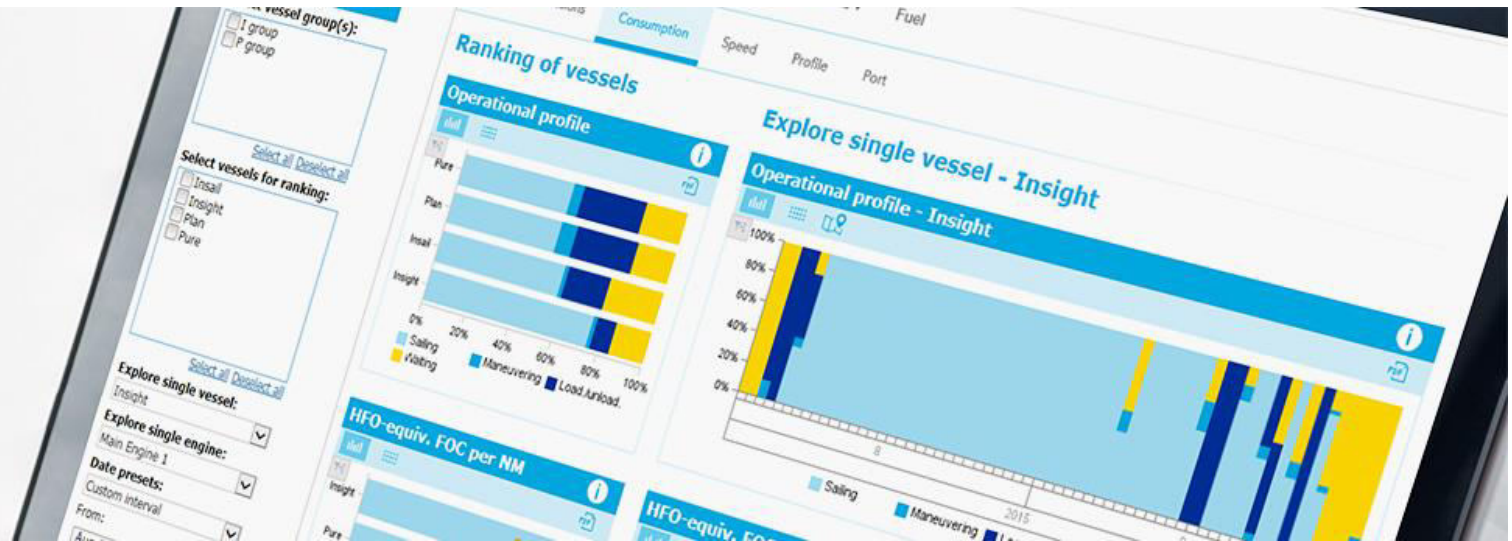 vessel group(s):
I group
P group
Select all Deselect all
Select vessels for ranking:
Insail
Insight
Plan
Pure
Select all Deselect all
Explore single vessel:
Insight
Explore single engine:
Main Engine 1
Date presets:
Custom interval
From:
Consumption
Speed
Profile
Port
Fuel
Ranking of vessels
Operational profile
i
Pure
Plan
Insail
Insight
0% 20% 40% 60% 80% 100%
Sailing
Maneuvering
Load./unload.
Waiting
HFO-equiv. FOC per NM
i
Insight
Pure
Explore single vessel - Insight
Operational profile - Insight
i
100%
80%
60%
40%
20%
0%
8
2015
Sailing
Maneuvering
HFO-equiv.